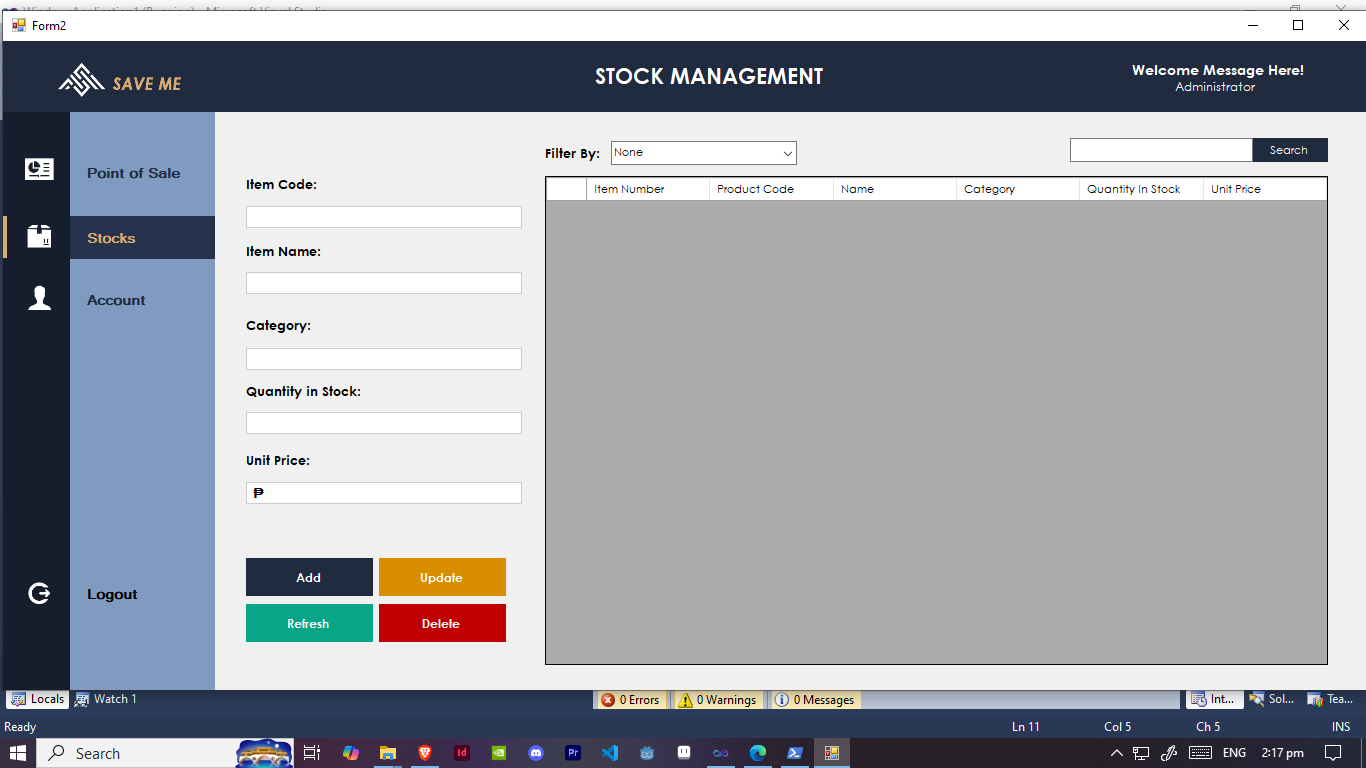 Form2
SAVE ME
STOCK MANAGEMENT
Welcome Message Here!
Administrator
Point of Sale
Stocks
Account
Logout
Item Code:
Item Name:
Category:
Quantity in Stock:
Unit Price:
₱
Add
Update
Refresh
Delete
Filter By:
None
Search
Item Number Product Code Name Category Quantity In Stock Unit Price
Locals Watch 1 0 Errors 0 Warnings 0 Messages Int... Sol... Tea...
Ready Ln 11 Col 5 Ch 5 INS
Search Id Pr ENG 2:17 pm